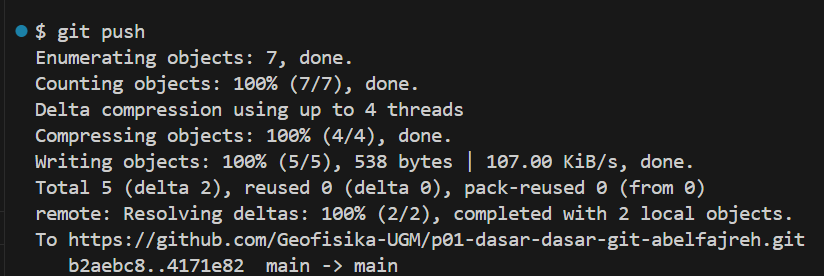 $ git push
Enumerating objects: 7, done.
Counting objects: 100% (7/7), done.
Delta compression using up to 4 threads
Compressing objects: 100% (4/4), done.
Writing objects: 100% (5/5), 538 bytes | 107.00 KiB/s, done.
Total 5 (delta 2), reused 0 (delta 0), pack-reused 0 (from 0)
remote: Resolving deltas: 100% (2/2), completed with 2 local objects.
To https://github.com/Geofisika-UGM/p01-dasar-dasar-git-abelfajreh.git
   b2aebc8..4171e82  main -> main